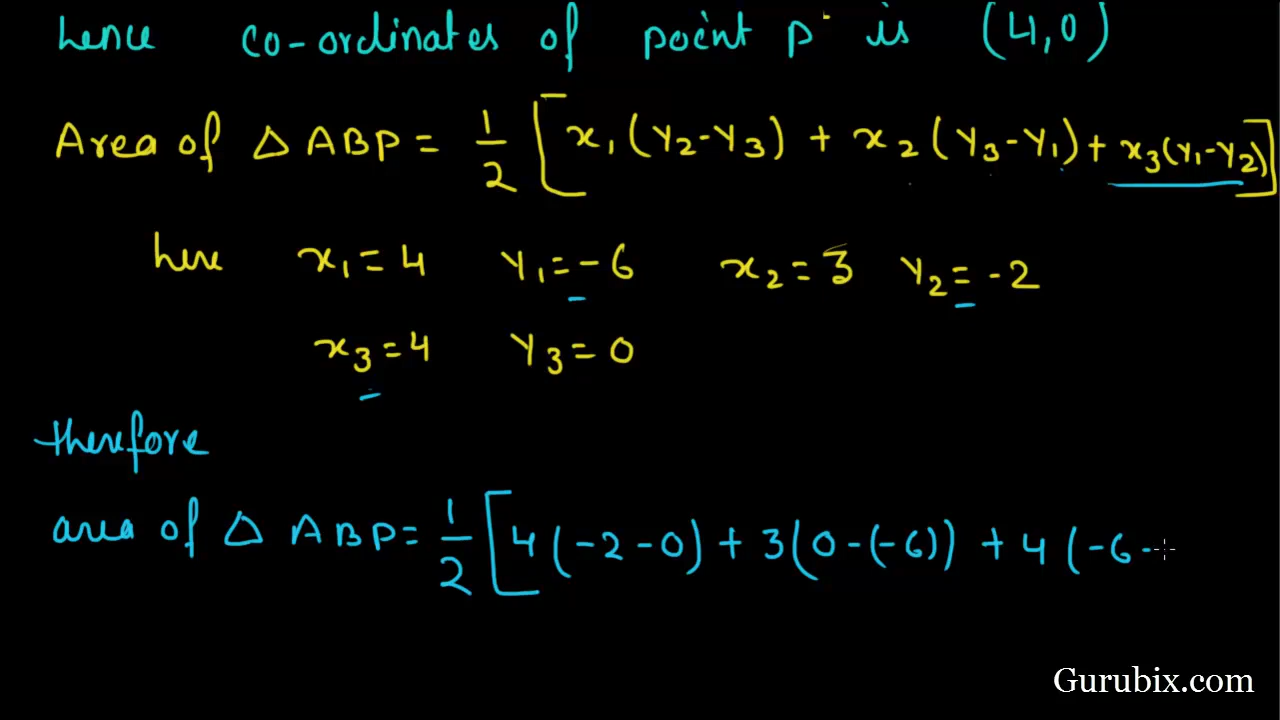 hence co-ordinates of point P is (4,0)
Area of △ ABP = 1/2 [x₁(Y₂-Y₃) + x₂(Y₃-Y₁) + x₃(Y₁-Y₂)]
here x₁=4 Y₁=-6 x₂=3 Y₂=-2
x₃=4 Y₃=0
therefore
area of △ ABP= 1/2 [4(-2-0)+3(0-(-6))+4(-6-
Gurubix.com